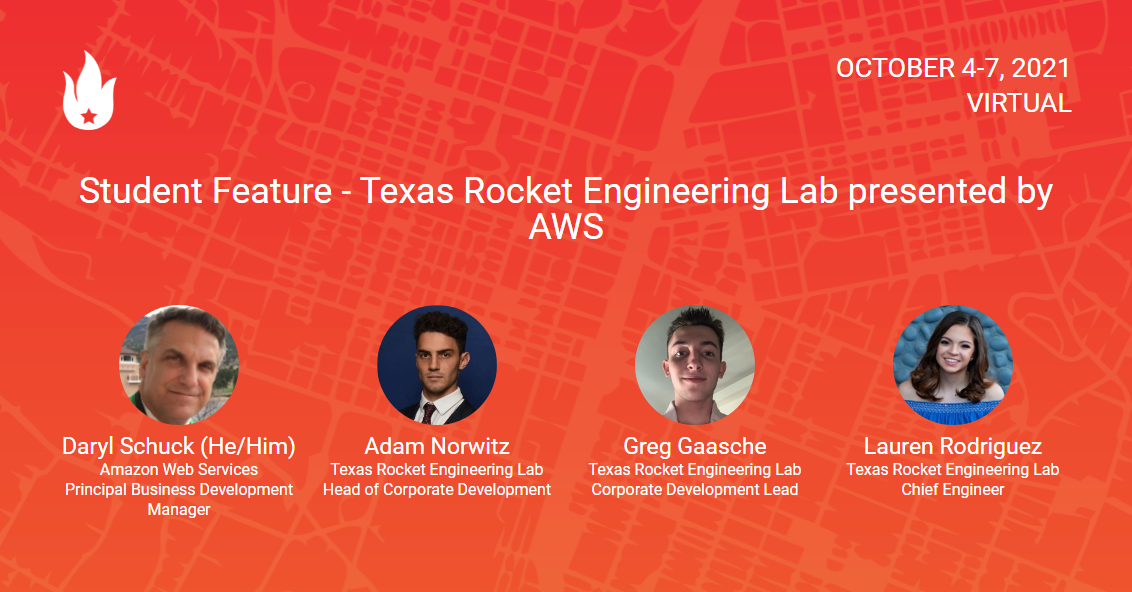 OCTOBER 4-7, 2021
VIRTUAL
Student Feature - Texas Rocket Engineering Lab presented by
AWS
Daryl Schuck (He/Him)
Amazon Web Services
Principal Business Development
Manager
Adam Norwitz
Texas Rocket Engineering Lab
Head of Corporate Development
Greg Gaasche
Texas Rocket Engineering Lab
Corporate Development Lead
Lauren Rodriguez
Texas Rocket Engineering Lab
Chief Engineer